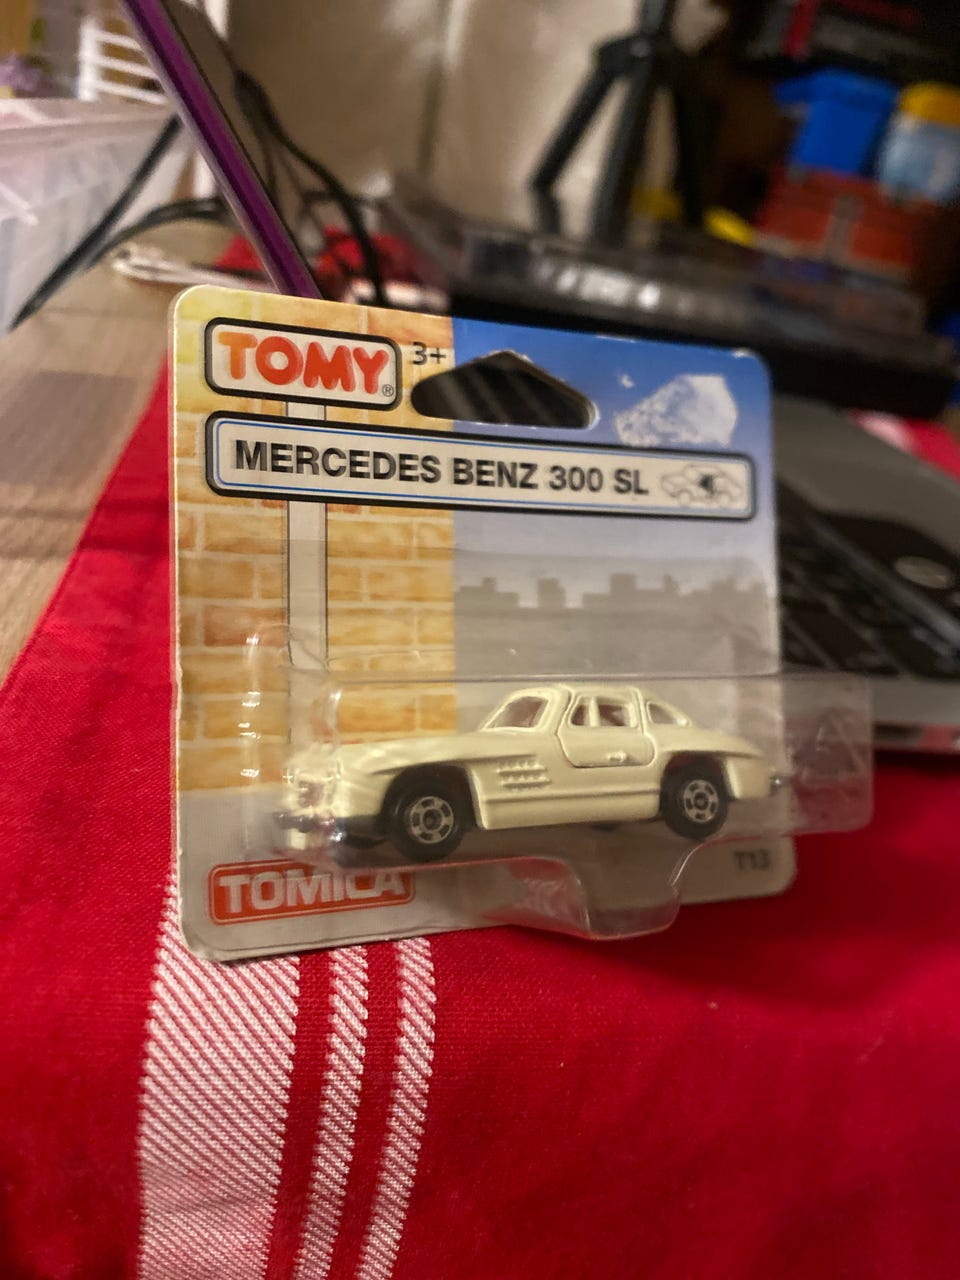 TOMY® 3+
MERCEDES BENZ 300 SL
TOMICA
T13